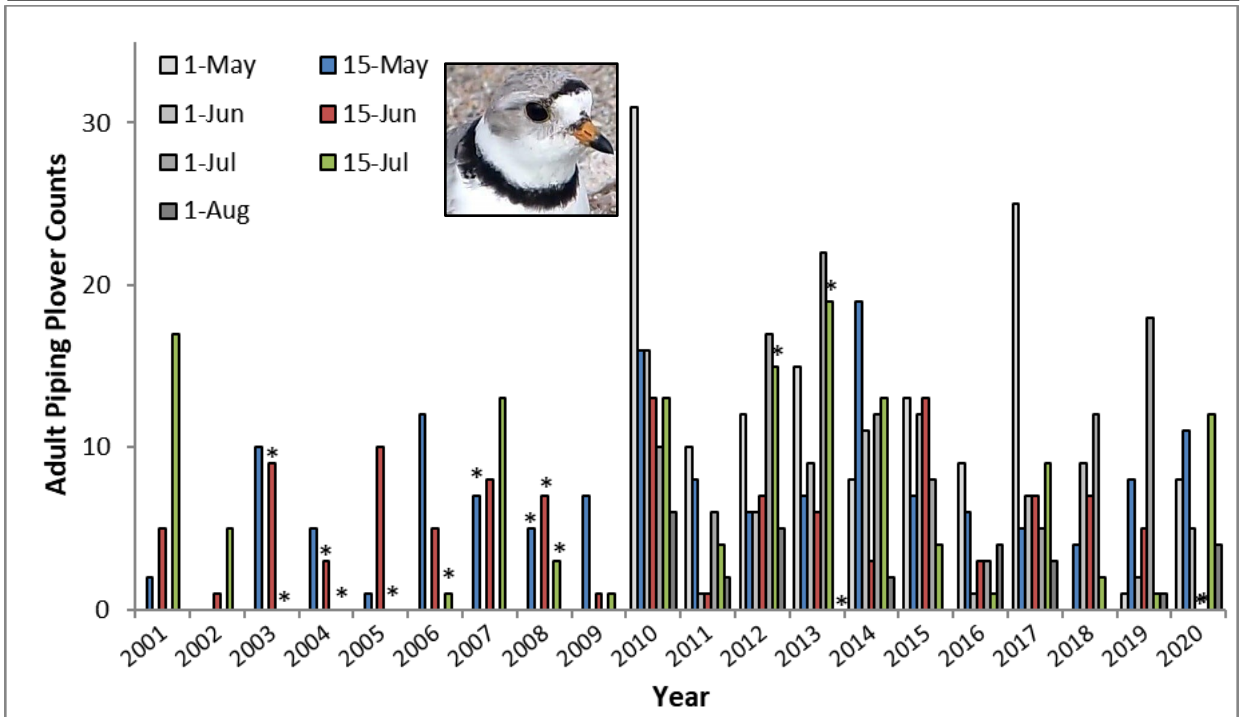 1-May 15-May
1-Jun 15-Jun
1-Jul 15-Jul
1-Aug
Adult Piping Plover Counts
30
20
10
0
* * * * * * * * * * * * * * * *
2001 2002 2003 2004 2005 2006 2007 2008 2009 2010 2011 2012 2013 2014 2015 2016 2017 2018 2019 2020
Year